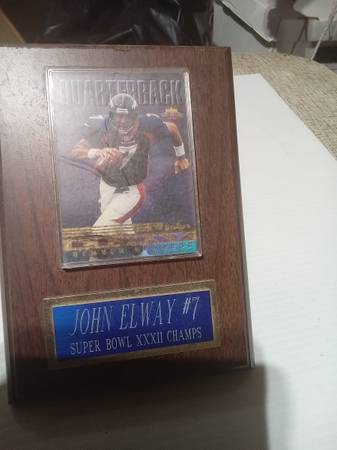 QUARTERBACK
JOHN ELWAY #7
SUPER BOWL XXXII CHAMPS